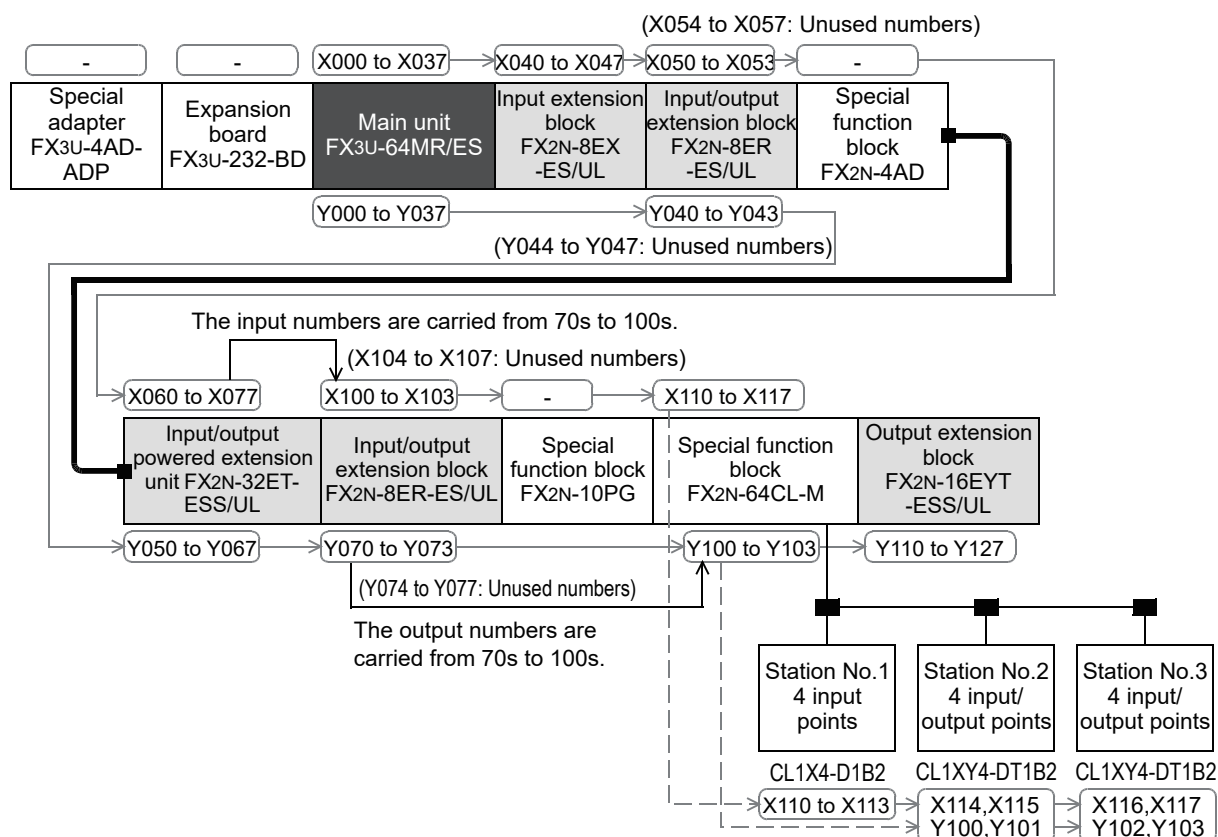 (X054 to X057: Unused numbers)
-
-
X000 to X037
X040 to X047
X050 to X053
-
Special
adapter
FX3U-4AD-
ADP
Expansion
board
FX3U-232-BD
Main unit
FX3U-64MR/ES
Input extension
block
FX2N-8EX
-ES/UL
Input/output
extension block
FX2N-8ER
-ES/UL
Special
function
block
FX2N-4AD
Y000 to Y037
Y040 to Y043
(Y044 to Y047: Unused numbers)
The input numbers are carried from 70s to 100s.
(X104 to X107: Unused numbers)
X060 to X077
X100 to X103
-
X110 to X117
Input/output
powered extension
unit FX2N-32ET-
ESS/UL
Input/output
extension block
FX2N-8ER-ES/UL
Special
function block
FX2N-10PG
Special function
block
FX2N-64CL-M
Output extension
block
FX2N-16EYT
-ESS/UL
Y050 to Y067
Y070 to Y073
Y100 to Y103
Y110 to Y127
(Y074 to Y077: Unused numbers)
The output numbers are
carried from 70s to 100s.
Station No.1
4 input
points
Station No.2
4 input/
output points
Station No.3
4 input/
output points
CL1X4-D1B2
CL1XY4-DT1B2
CL1XY4-DT1B2
X110 to X113
X114,X115
Y100,Y101
X116,X117
Y102,Y103